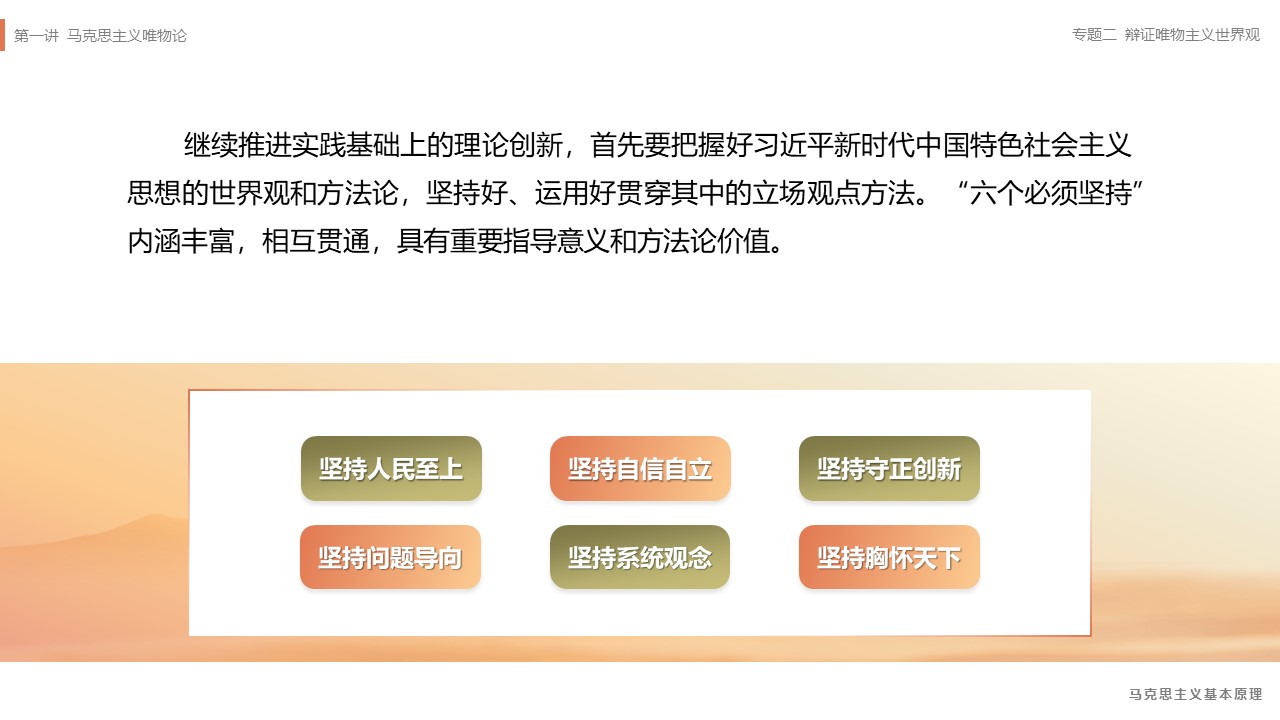 第一讲 马克思主义唯物论
专题二 辩证唯物主义世界观
继续推进实践基础上的理论创新，首先要把握好习近平新时代中国特色社会主义
思想的世界观和方法论，坚持好、运用好贯穿其中的立场观点方法。“六个必须坚持”
内涵丰富，相互贯通，具有重要指导意义和方法论价值。
坚持人民至上
坚持自信自立
坚持守正创新
坚持问题导向
坚持系统观念
坚持胸怀天下
马克思主义基本原理